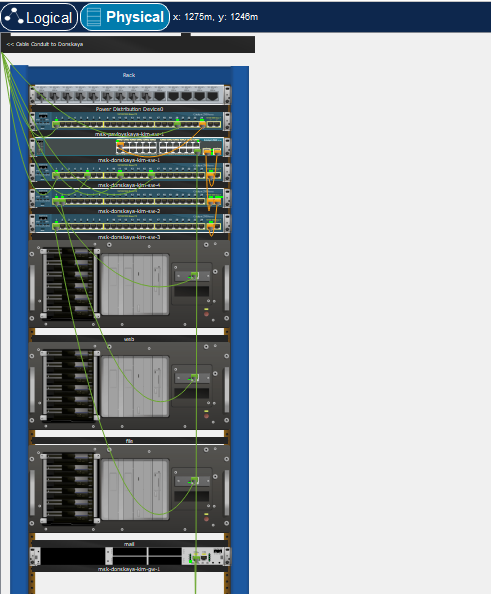 Logical
Physical
x: 1275m, y: 1246m
<< Cable Conduit to Donskaya
Rack
Power Distribution Device0
msk-donskaya-kim-sw-1
msk-donskaya-kim-sw-4
msk-donskaya-kim-sw-2
msk-donskaya-kim-sw-3
web
file
mail
msk-donskaya-kim-gw-1